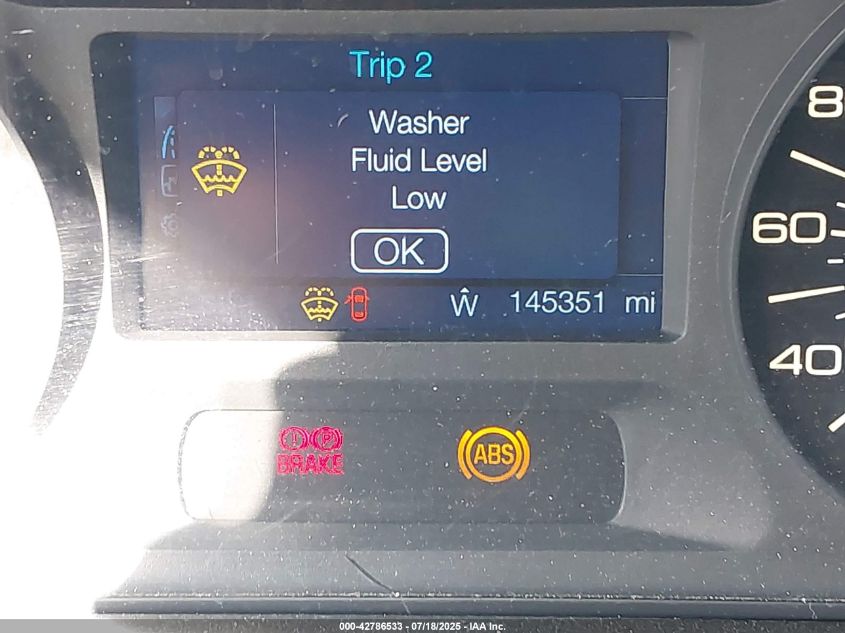 Trip 2
Washer
Fluid Level
Low
OK
W 145351 mi
80
60
40
BRAKE
ABS
000-42786533 - 07/18/2025 - IAA Inc.